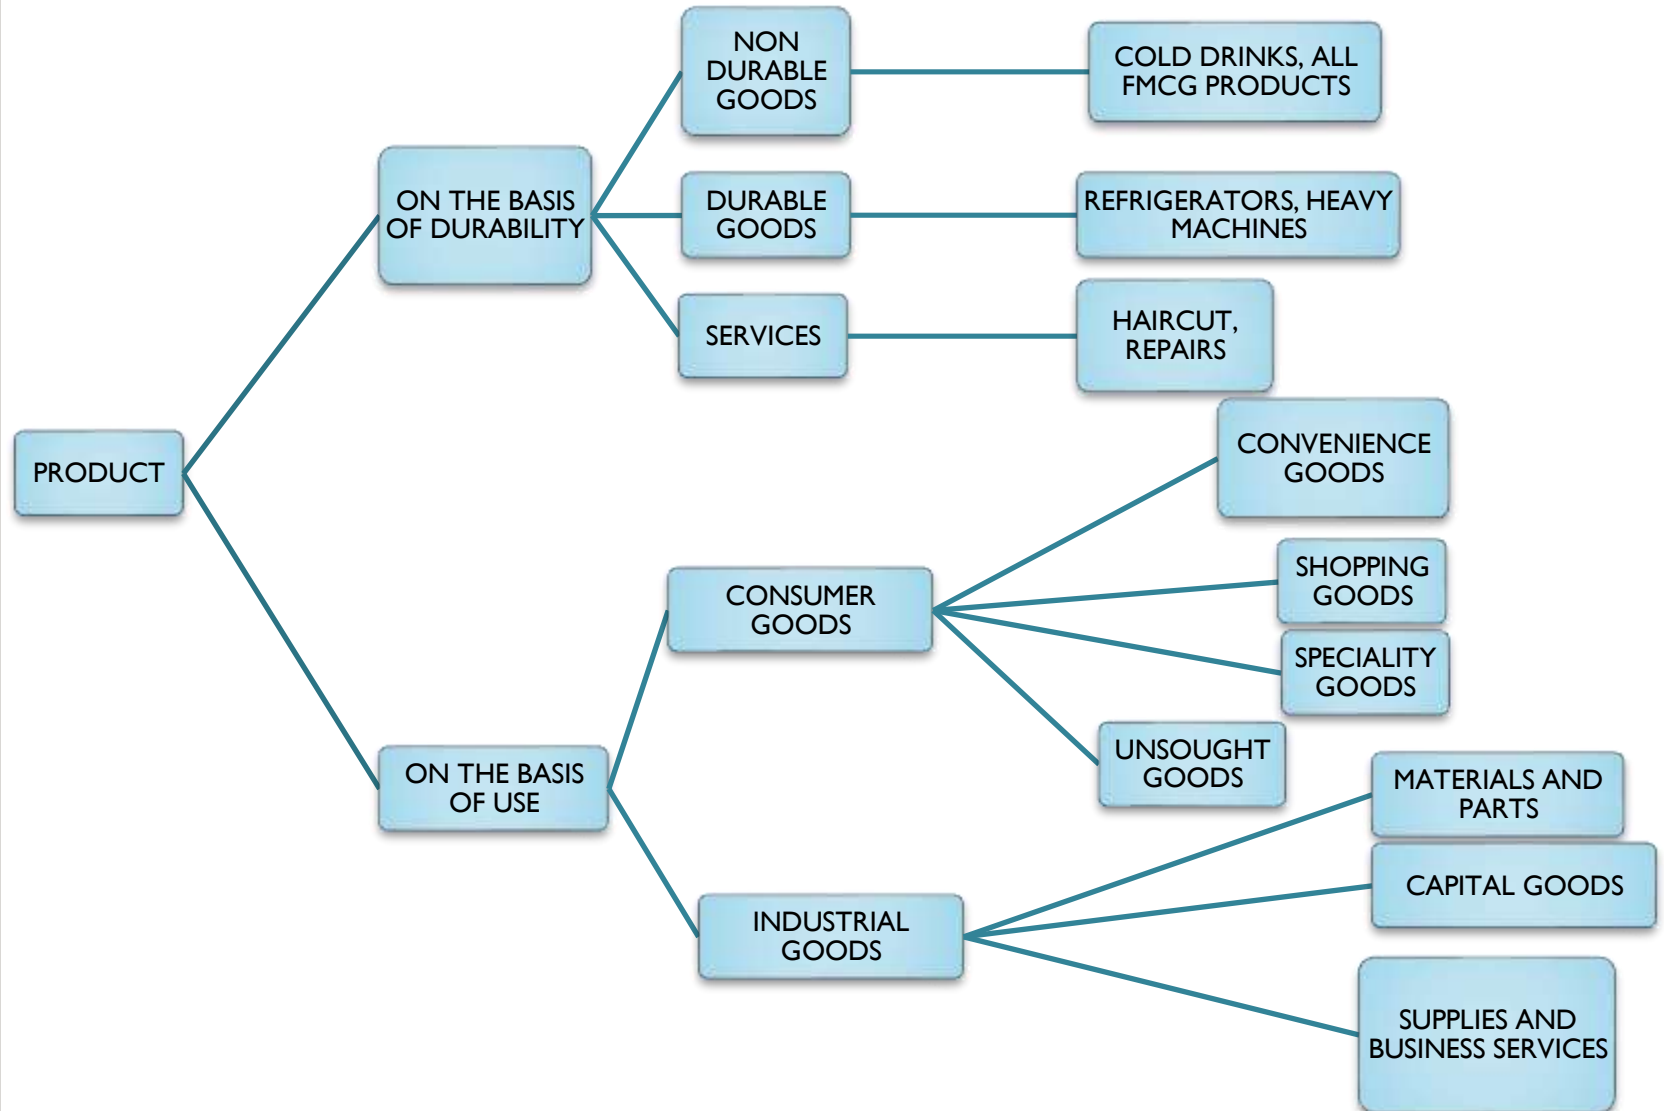 PRODUCT
ON THE BASIS
OF DURABILITY
NON
DURABLE
GOODS
COLD DRINKS, ALL
FMCG PRODUCTS
DURABLE
GOODS
REFRIGERATORS, HEAVY
MACHINES
SERVICES
HAIRCUT,
REPAIRS
ON THE BASIS
OF USE
CONSUMER
GOODS
CONVENIENCE
GOODS
SHOPPING
GOODS
SPECIALITY
GOODS
UNSOUGHT
GOODS
INDUSTRIAL
GOODS
MATERIALS AND
PARTS
CAPITAL GOODS
SUPPLIES AND
BUSINESS SERVICES